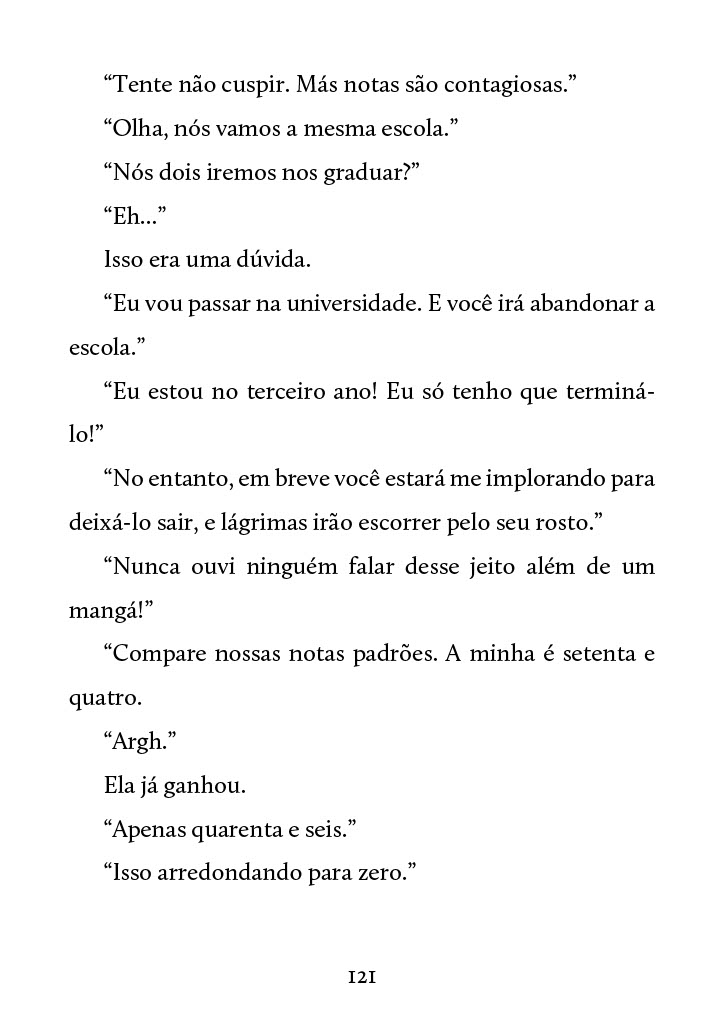 “Tente não cuspir. Más notas são contagiosas.”
“Olha, nós vamos a mesma escola.”
“Nós dois iremos nos graduar?”
“Eh...”
Isso era uma dúvida.
“Eu vou passar na universidade. E você irá abandonar a
escola.”
“Eu estou no terceiro ano! Eu só tenho que terminá-
lo!”
“No entanto, em breve você estará me implorando para
deixá-lo sair, e lágrimas irão escorrer pelo seu rosto.”
“Nunca ouvi ninguém falar desse jeito além de um
mangá!”
“Compare nossas notas padrões. A minha é setenta e
quatro.
“Argh.”
Ela já ganhou.
“Apenas quarenta e seis.”
“Isso arredondando para zero.”
121